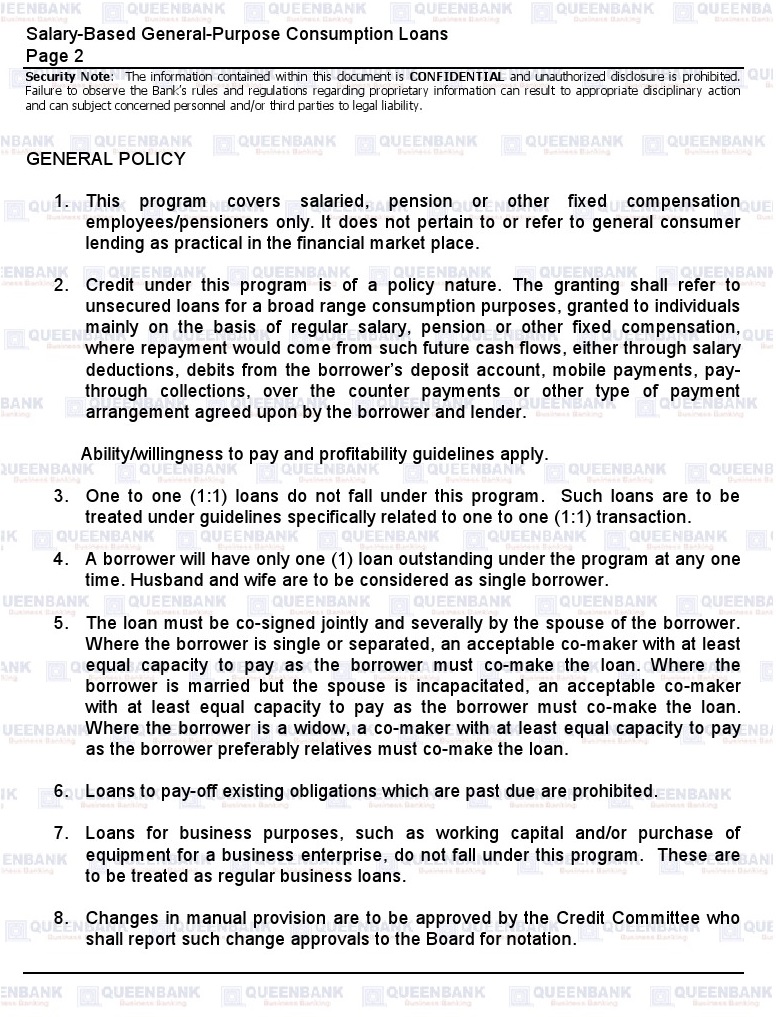 Salary-Based General-Purpose Consumption Loans
Page 2
Security Note: The information contained within this document is CONFIDENTIAL and unauthorized disclosure is prohibited.
Failure to observe the Bank's rules and regulations regarding proprietary information can result to appropriate disciplinary action
and can subject concerned personnel and/or third parties to legal liability.
GENERAL POLICY
1. This program covers salaried, pension or other fixed compensation
employees/pensioners only. It does not pertain to or refer to general consumer
lending as practical in the financial market place.
2. Credit under this program is of a policy nature. The granting shall refer to
unsecured loans for a broad range consumption purposes, granted to individuals
mainly on the basis of regular salary, pension or other fixed compensation,
where repayment would come from such future cash flows, either through salary
deductions, debits from the borrower's deposit account, mobile payments, pay-
through collections, over the counter payments or other type of payment
arrangement agreed upon by the borrower and lender.
Ability/willingness to pay and profitability guidelines apply.
3. One to one (1:1) loans do not fall under this program. Such loans are to be
treated under guidelines specifically related to one to one (1:1) transaction.
4. A borrower will have only one (1) loan outstanding under the program at any one
time. Husband and wife are to be considered as single borrower.
5. The loan must be co-signed jointly and severally by the spouse of the borrower.
Where the borrower is single or separated, an acceptable co-maker with at least
equal capacity to pay as the borrower must co-make the loan. Where the
borrower is married but the spouse is incapacitated, an acceptable co-maker
with at least equal capacity to pay as the borrower must co-make the loan.
Where the borrower is a widow, a co-maker with at least equal capacity to pay
as the borrower preferably relatives must co-make the loan.
6. Loans to pay-off existing obligations which are past due are prohibited.
7. Loans for business purposes, such as working capital and/or purchase of
equipment for a business enterprise, do not fall under this program. These are
to be treated as regular business loans.
8. Changes in manual provision are to be approved by the Credit Committee who
shall report such change approvals to the Board for notation.
QUEENBANK
Business Banking